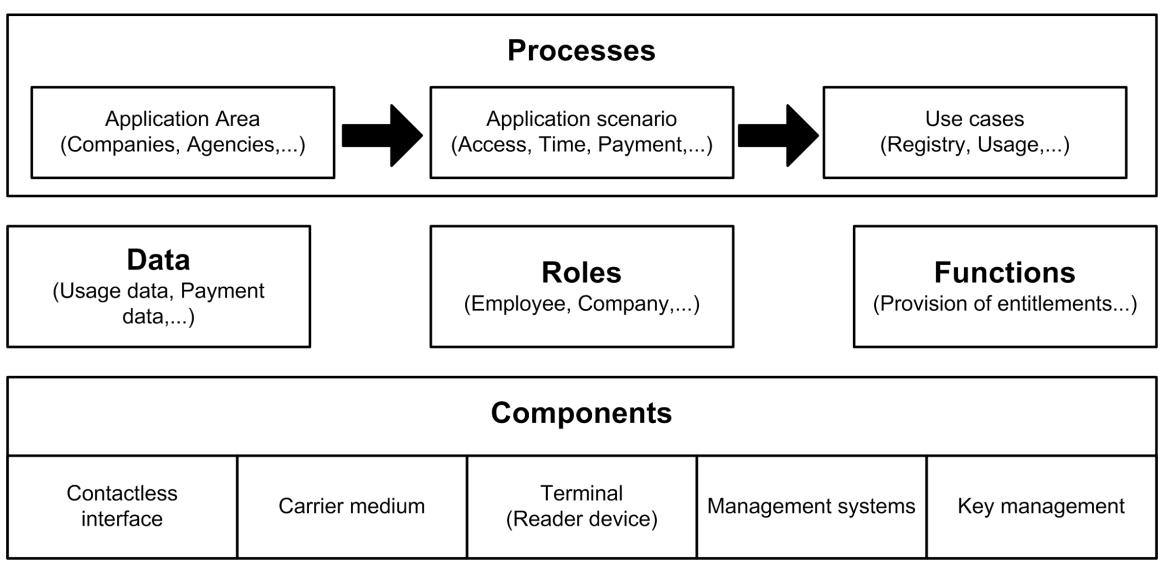 Processes
Application Area
(Companies, Agencies,...)
Application scenario
(Access, Time, Payment,...)
Use cases
(Registry, Usage,...)
Data
(Usage data, Payment
data,...)
Roles
(Employee, Company,...)
Functions
(Provision of entitlements...)
Components
Contactless
interface
Carrier medium
Terminal
(Reader device)
Management systems
Key management